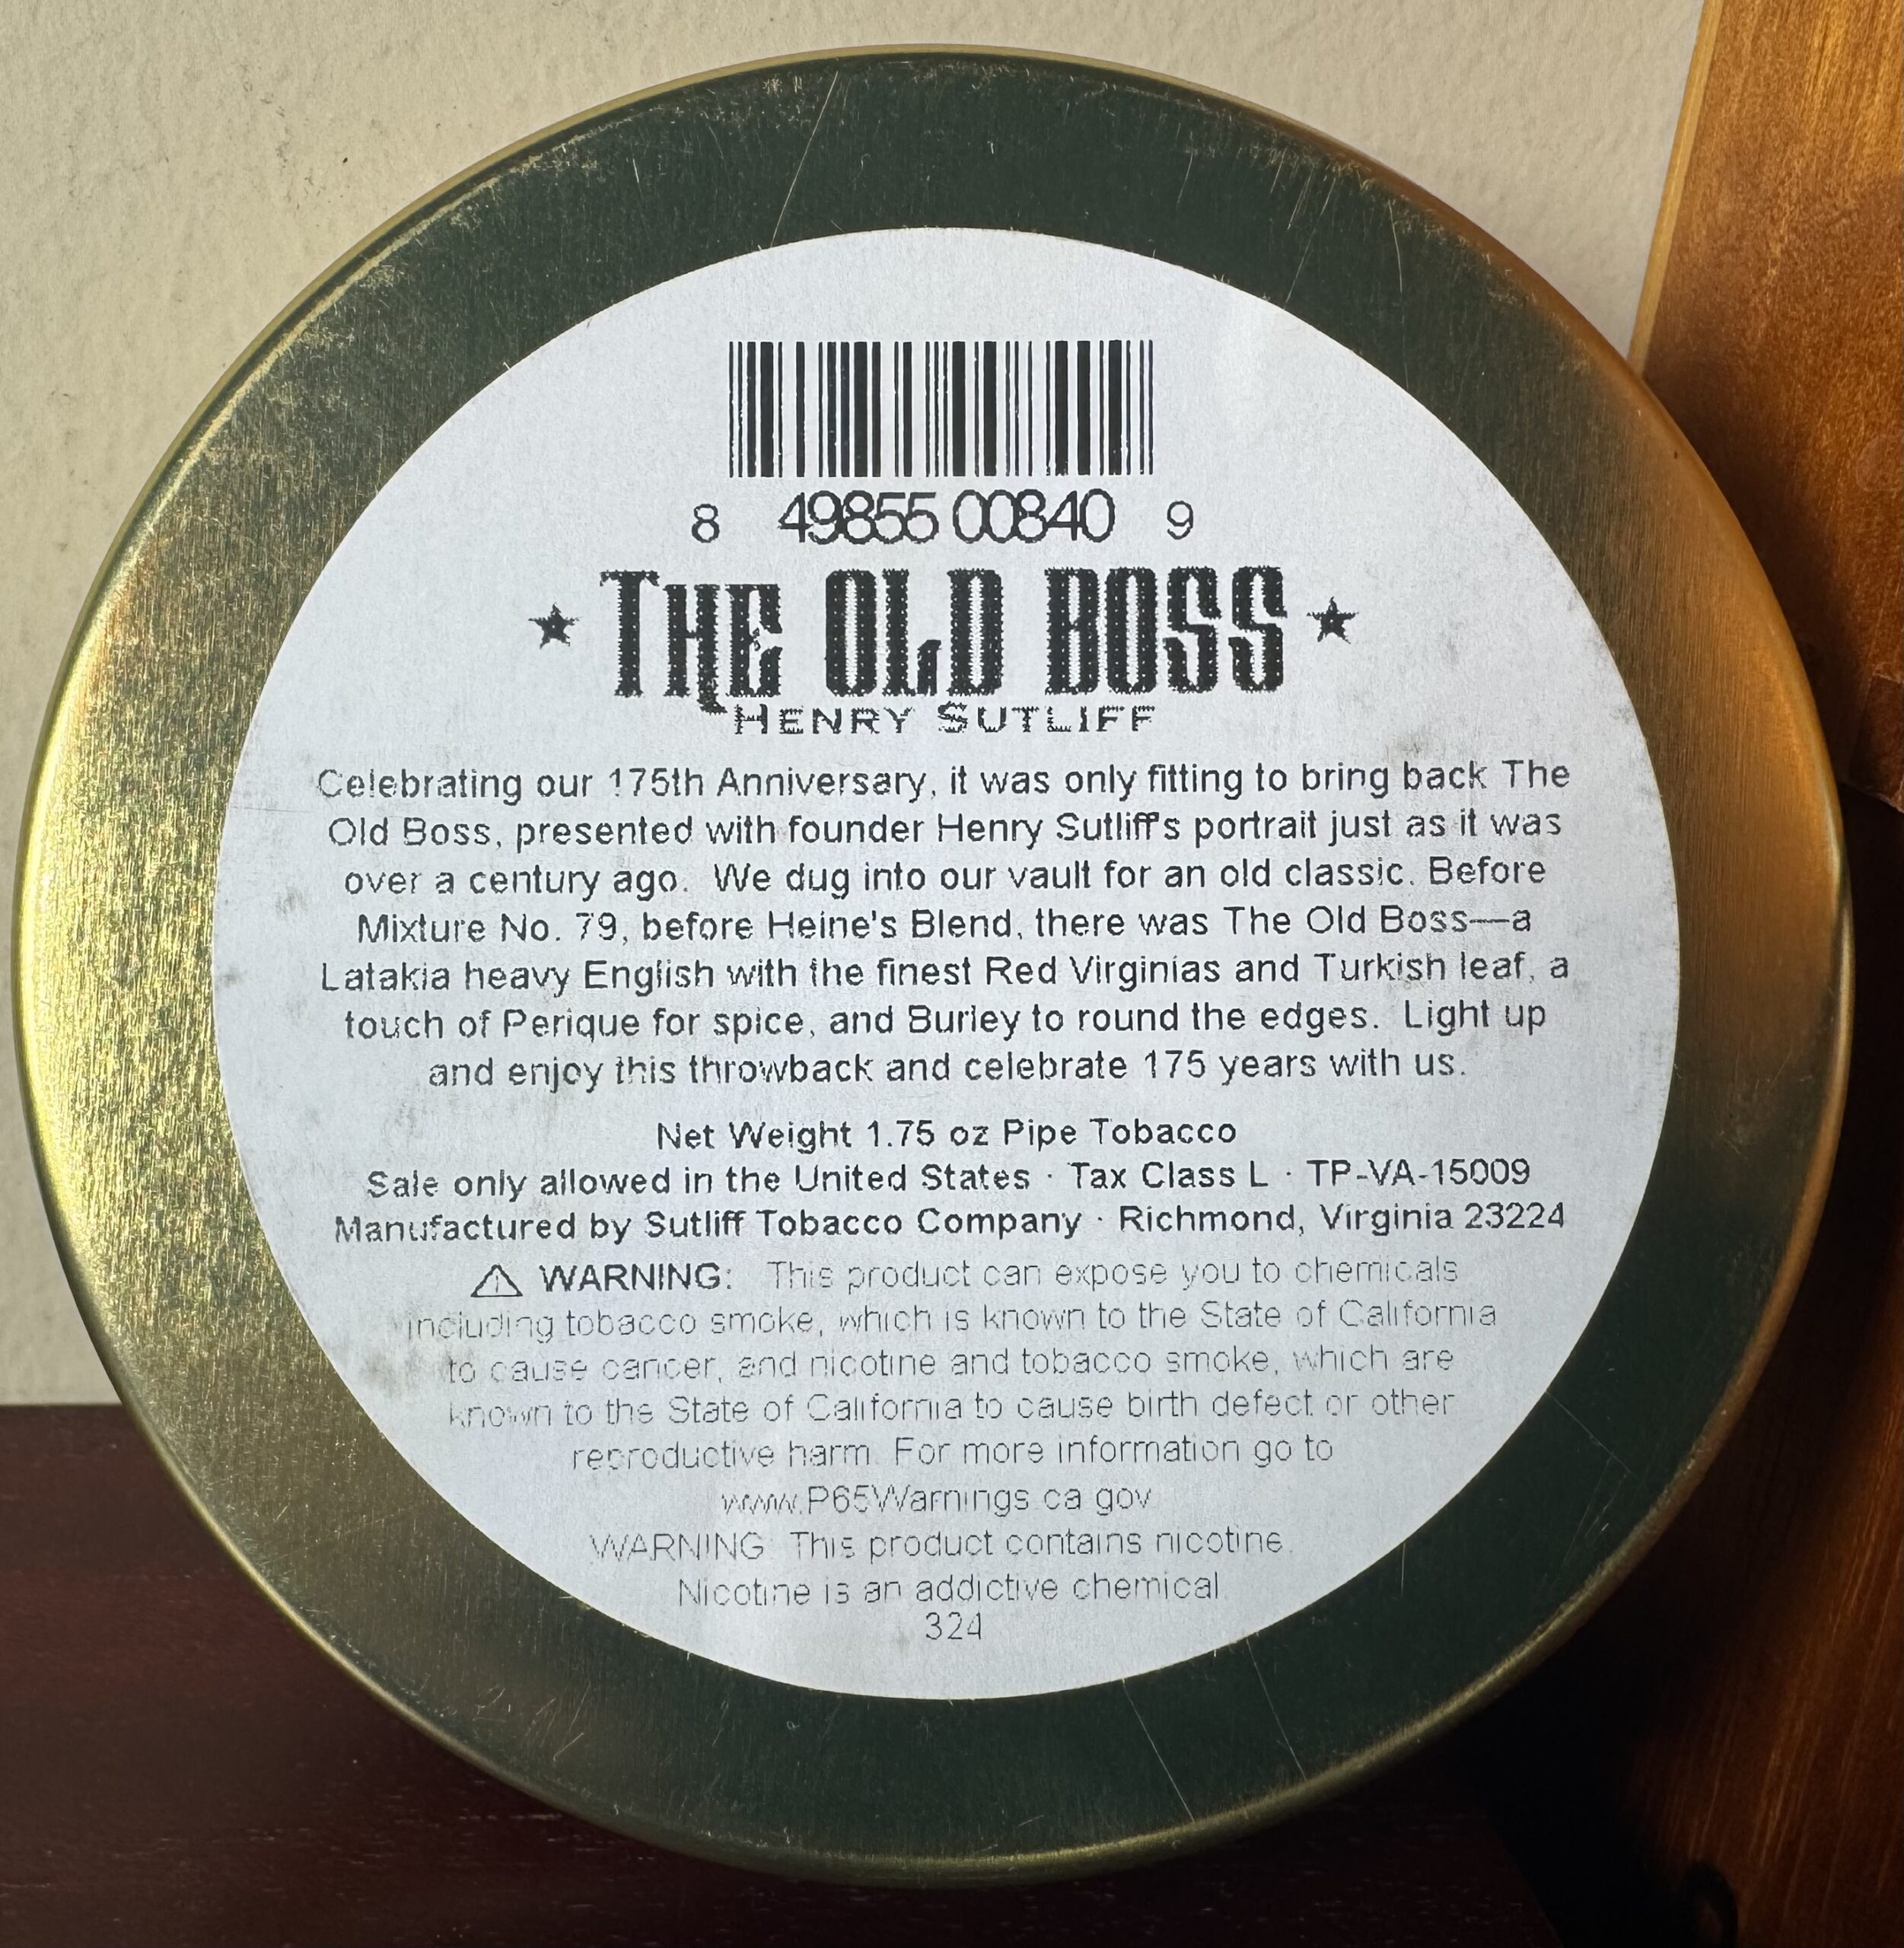 8 49855 00840 9
★ THE OLD BOSS ★
HENRY SUTLIFF
Celebrating our 175th Anniversary, it was only fitting to bring back The
Old Boss, presented with founder Henry Sutliff's portrait just as it was
over a century ago. We dug into our vault for an old classic. Before
Mixture No. 79, before Heine's Blend, there was The Old Boss—a
Latakia heavy English with the finest Red Virginias and Turkish leaf, a
touch of Perique for spice, and Burley to round the edges. Light up
and enjoy this throwback and celebrate 175 years with us.
Net Weight 1.75 oz Pipe Tobacco
Sale only allowed in the United States · Tax Class L · TP-VA-15009
Manufactured by Sutliff Tobacco Company · Richmond, Virginia 23224
⚠ WARNING: This product can expose you to chemicals
including tobacco smoke, which is known to the State of California
to cause cancer, and nicotine and tobacco smoke, which are
known to the State of California to cause birth defect or other
reproductive harm. For more information go to
www.P65Warnings.ca.gov
WARNING: This product contains nicotine.
Nicotine is an addictive chemical.
324